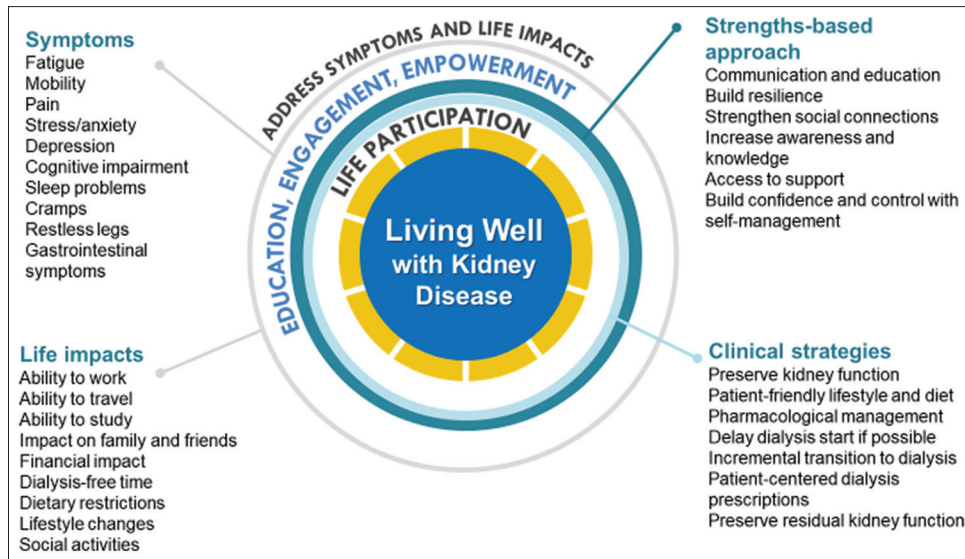 Symptoms
Fatigue
Mobility
Pain
Stress/anxiety
Depression
Cognitive impairment
Sleep problems
Cramps
Restless legs
Gastrointestinal
symptoms
Life impacts
Ability to work
Ability to travel
Ability to study
Impact on family and friends
Financial impact
Dialysis-free time
Dietary restrictions
Lifestyle changes
Social activities
ADDRESS SYMPTOMS AND LIFE IMPACTS
EDUCATION, ENGAGEMENT, EMPOWERMENT
LIFE PARTICIPATION
Living Well
with Kidney
Disease
Strengths-based
approach
Communication and education
Build resilience
Strengthen social connections
Increase awareness and
knowledge
Access to support
Build confidence and control with
self-management
Clinical strategies
Preserve kidney function
Patient-friendly lifestyle and diet
Pharmacological management
Delay dialysis start if possible
Incremental transition to dialysis
Patient-centered dialysis
prescriptions
Preserve residual kidney function